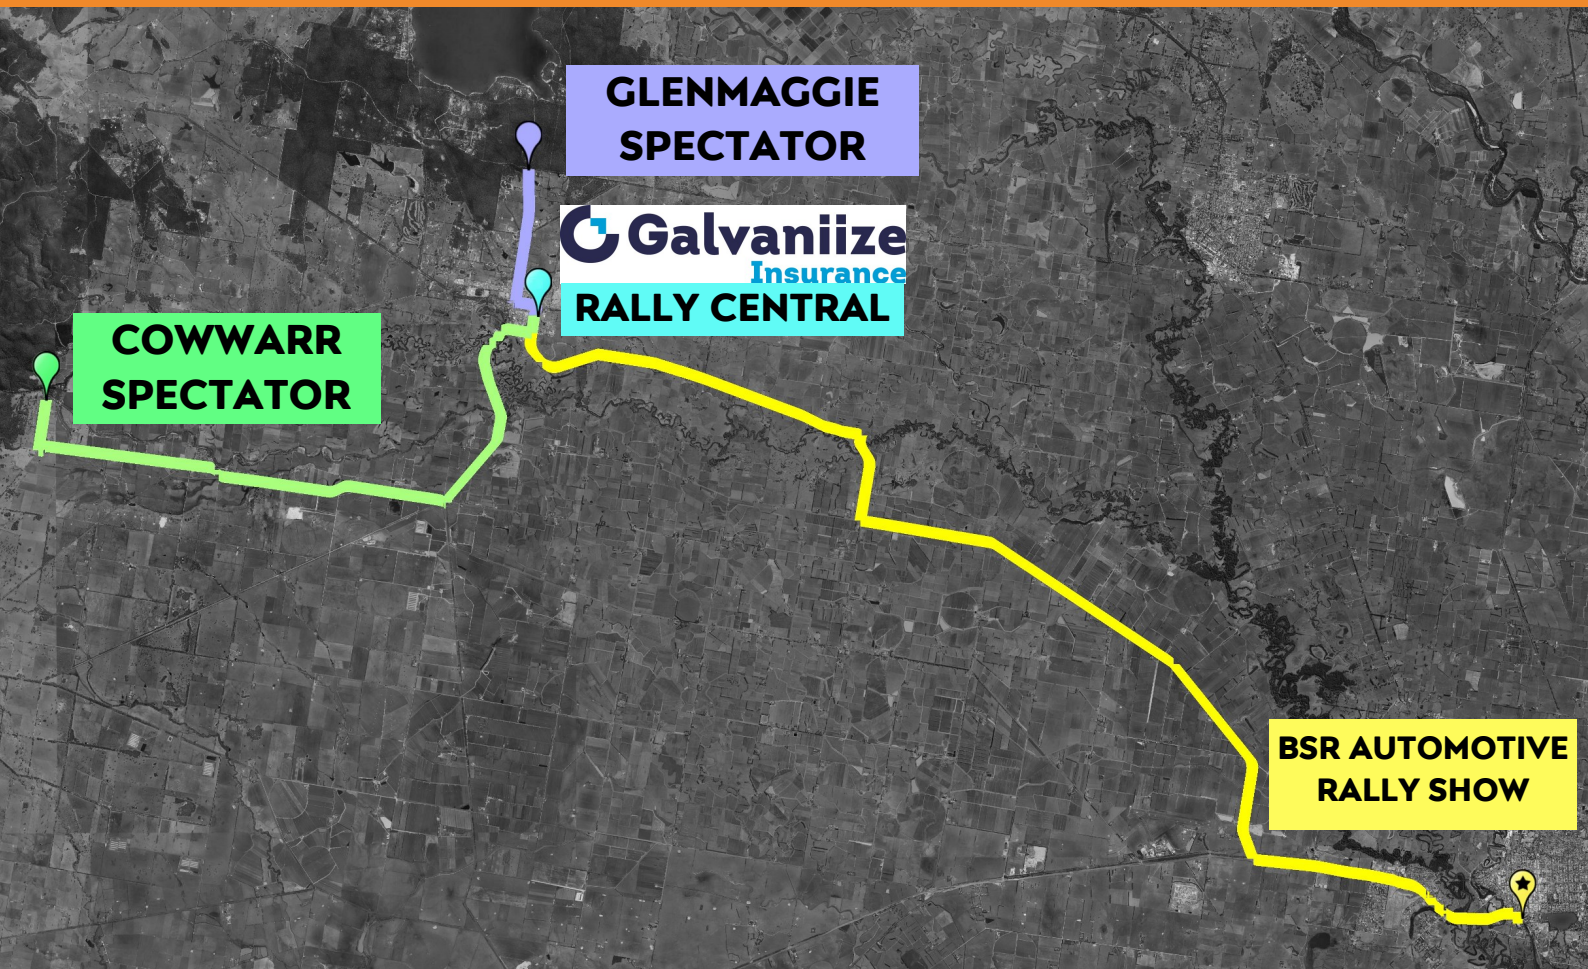 GLENMAGGIE
SPECTATOR
Galvaniize
Insurance
RALLY CENTRAL
COWWARR
SPECTATOR
BSR AUTOMOTIVE
RALLY SHOW